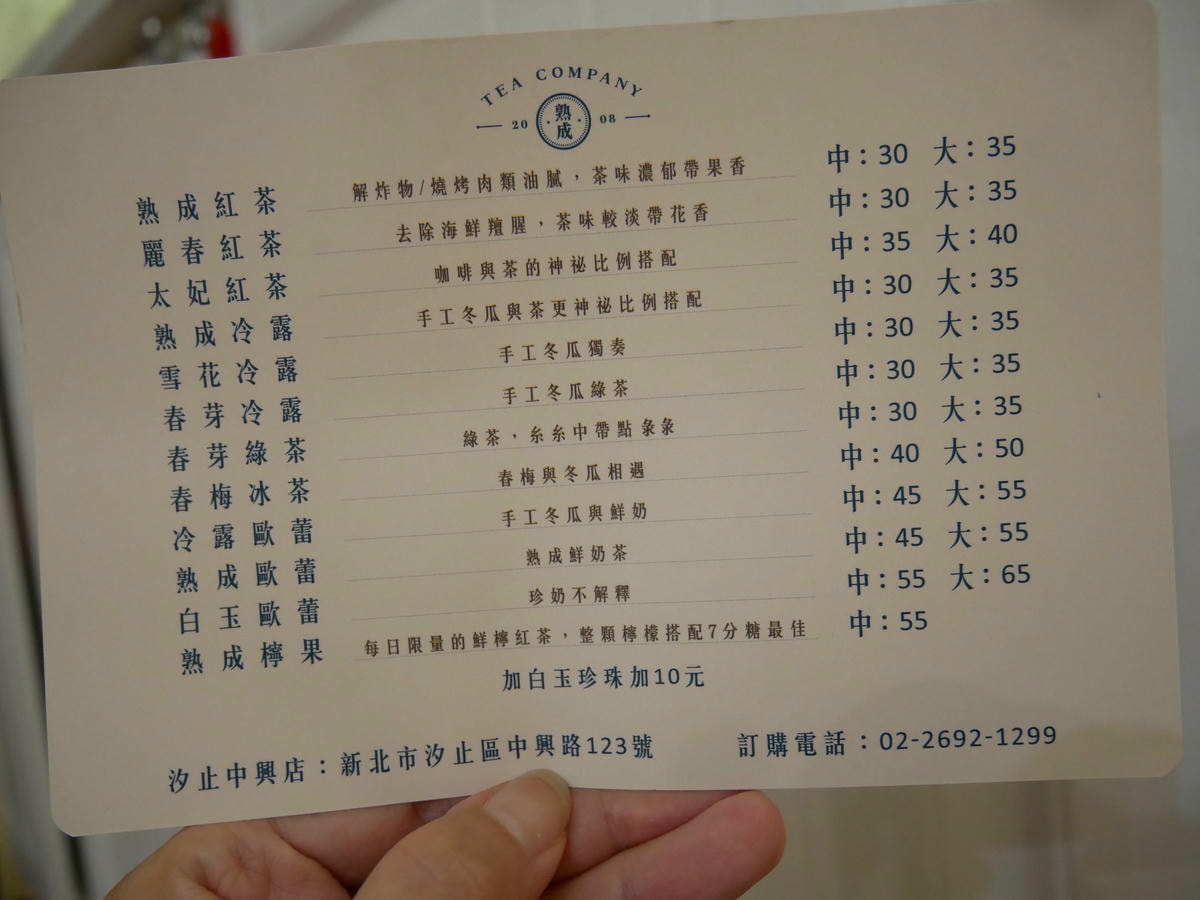 TEA COMPANY
20 熟成 08
熟成紅茶 解炸物/燒烤肉類油膩，茶味濃郁帶果香 中：30 大：35
麗春紅茶 去除海鮮羶腥，茶味較淡帶花香 中：30 大：35
太妃紅茶 咖啡與茶的神祕比例搭配 中：35 大：40
熟成冷露 手工冬瓜與茶更神祕比例搭配 中：30 大：35
雪花冷露 手工冬瓜獨奏 中：30 大：35
春芽冷露 手工冬瓜綠茶 中：30 大：35
春芽綠茶 綠茶，糸糸中帶點彔彔 中：30 大：35
春梅冰茶 春梅與冬瓜相遇 中：40 大：50
冷露歐蕾 手工冬瓜與鮮奶 中：45 大：55
熟成歐蕾 熟成鮮奶茶 中：45 大：55
白玉歐蕾 珍奶不解釋 中：55 大：65
熟成檸果 每日限量的鮮檸紅茶，整顆檸檬搭配7分糖最佳 中：55
加白玉珍珠加10元
汐止中興店：新北市汐止區中興路123號 訂購電話：02-2692-1299